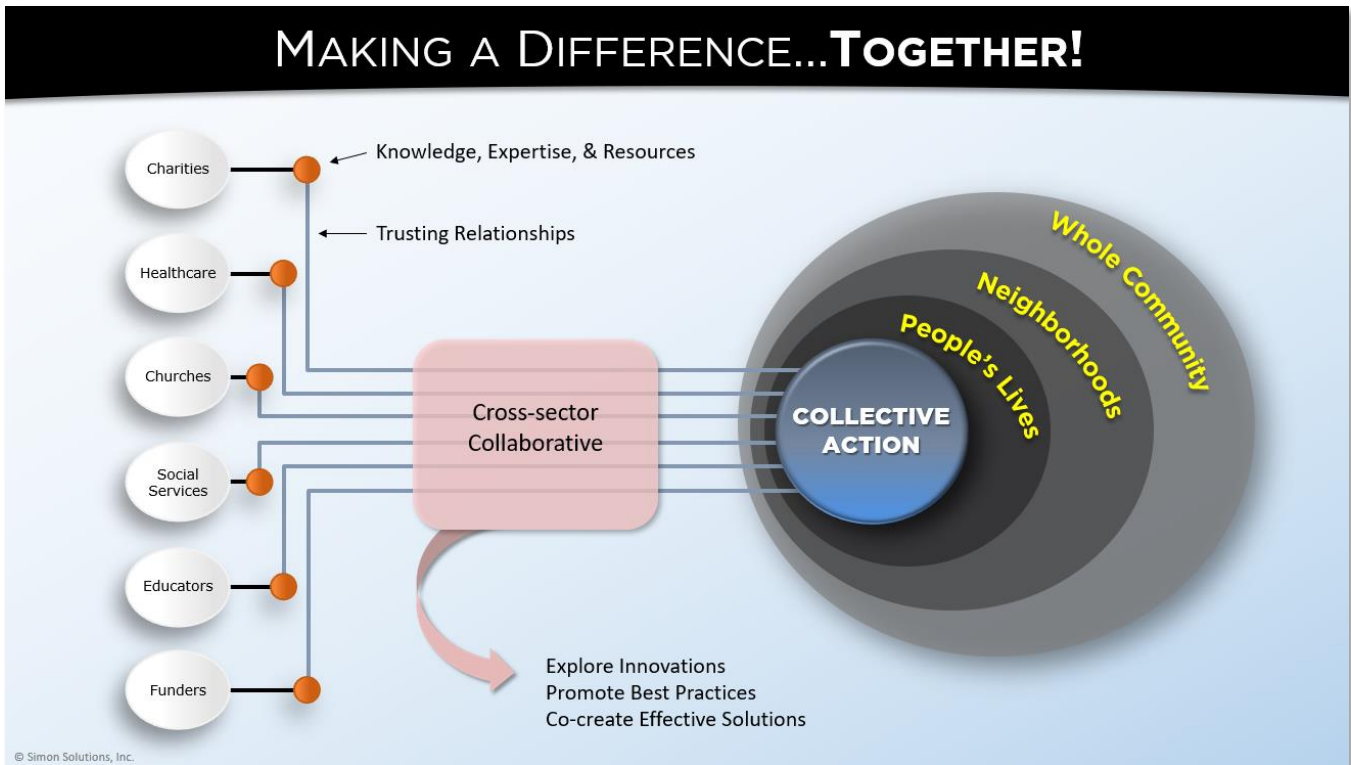 MAKING A DIFFERENCE...TOGETHER!
Charities
Knowledge, Expertise, & Resources
Trusting Relationships
Healthcare
Churches
Social
Services
Educators
Funders
Cross-sector
Collaborative
COLLECTIVE
ACTION
People's Lives
Neighborhoods
Whole Community
Explore Innovations
Promote Best Practices
Co-create Effective Solutions
© Simon Solutions, Inc.